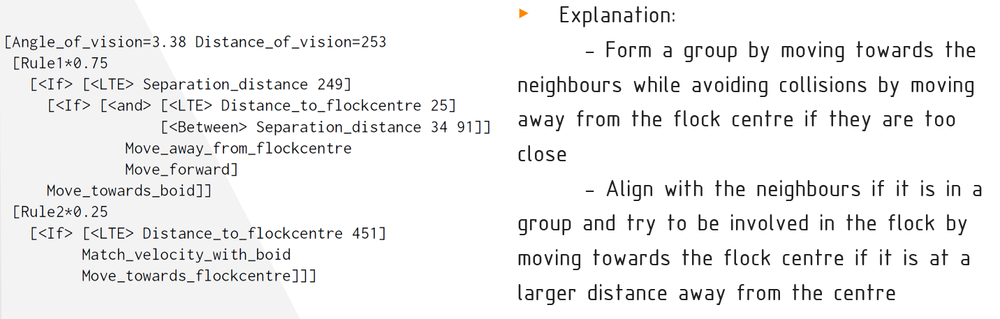 [Angle_of_vision=3.38 Distance_of_vision=253
[Rule1*0.75
[<If> [<LTE> Separation_distance 249]
[<If> [<and> [<LTE> Distance_to_flockcentre 25]
[<Between> Separation_distance 34 91]]
Move_away_from_flockcentre
Move_forward]
Move_towards_boid]]
[Rule2*0.25
[<If> [<LTE> Distance_to_flockcentre 451]
Match_velocity_with_boid
Move_towards_flockcentre]]]
Explanation:
– Form a group by moving towards the
neighbours while avoiding collisions by moving
away from the flock centre if they are too
close
– Align with the neighbours if it is in a
group and try to be involved in the flock by
moving towards the flock centre if it is at a
larger distance away from the centre